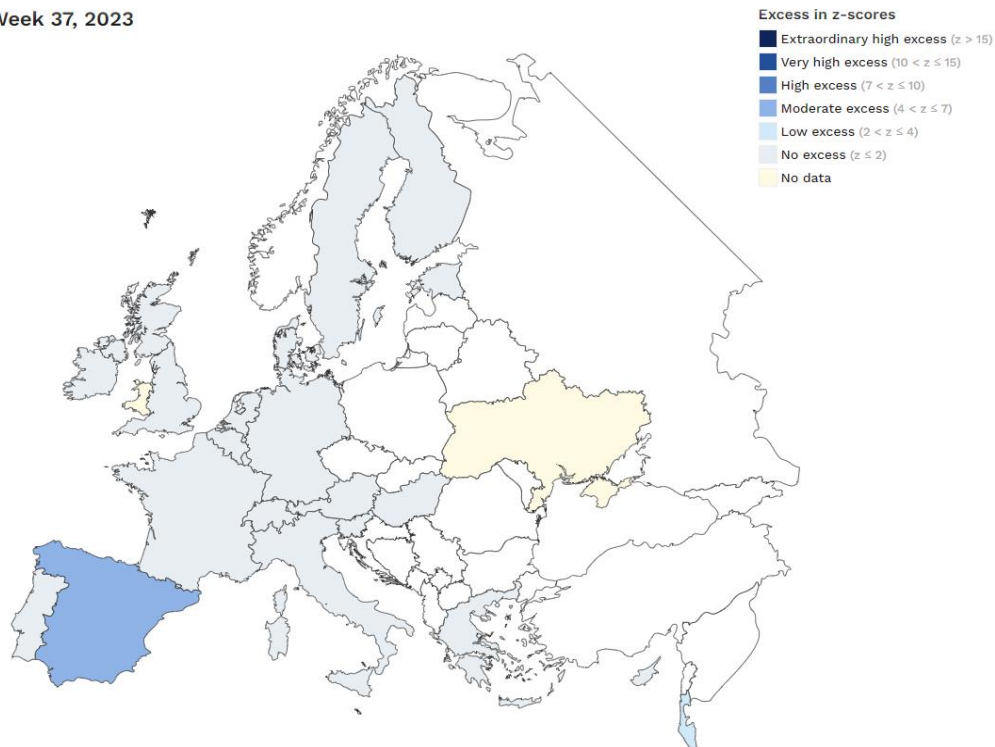 Week 37, 2023
Excess in z-scores
Extraordinary high excess (z > 15)
Very high excess (10 < z ≤ 15)
High excess (7 < z ≤ 10)
Moderate excess (4 < z ≤ 7)
Low excess (2 < z ≤ 4)
No excess (z ≤ 2)
No data